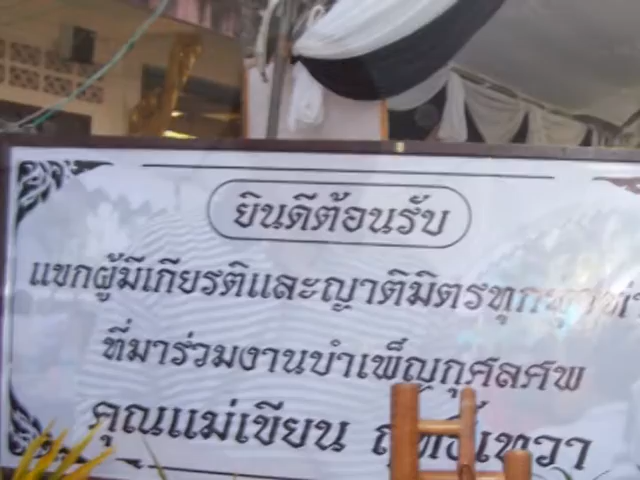 ยินดีต้อนรับ
แขกผู้มีเกียรติและญาติมิตรทุก
ที่มาร่วมงานบำเพ็ญกุศลศพ
คุณแม่เขียน